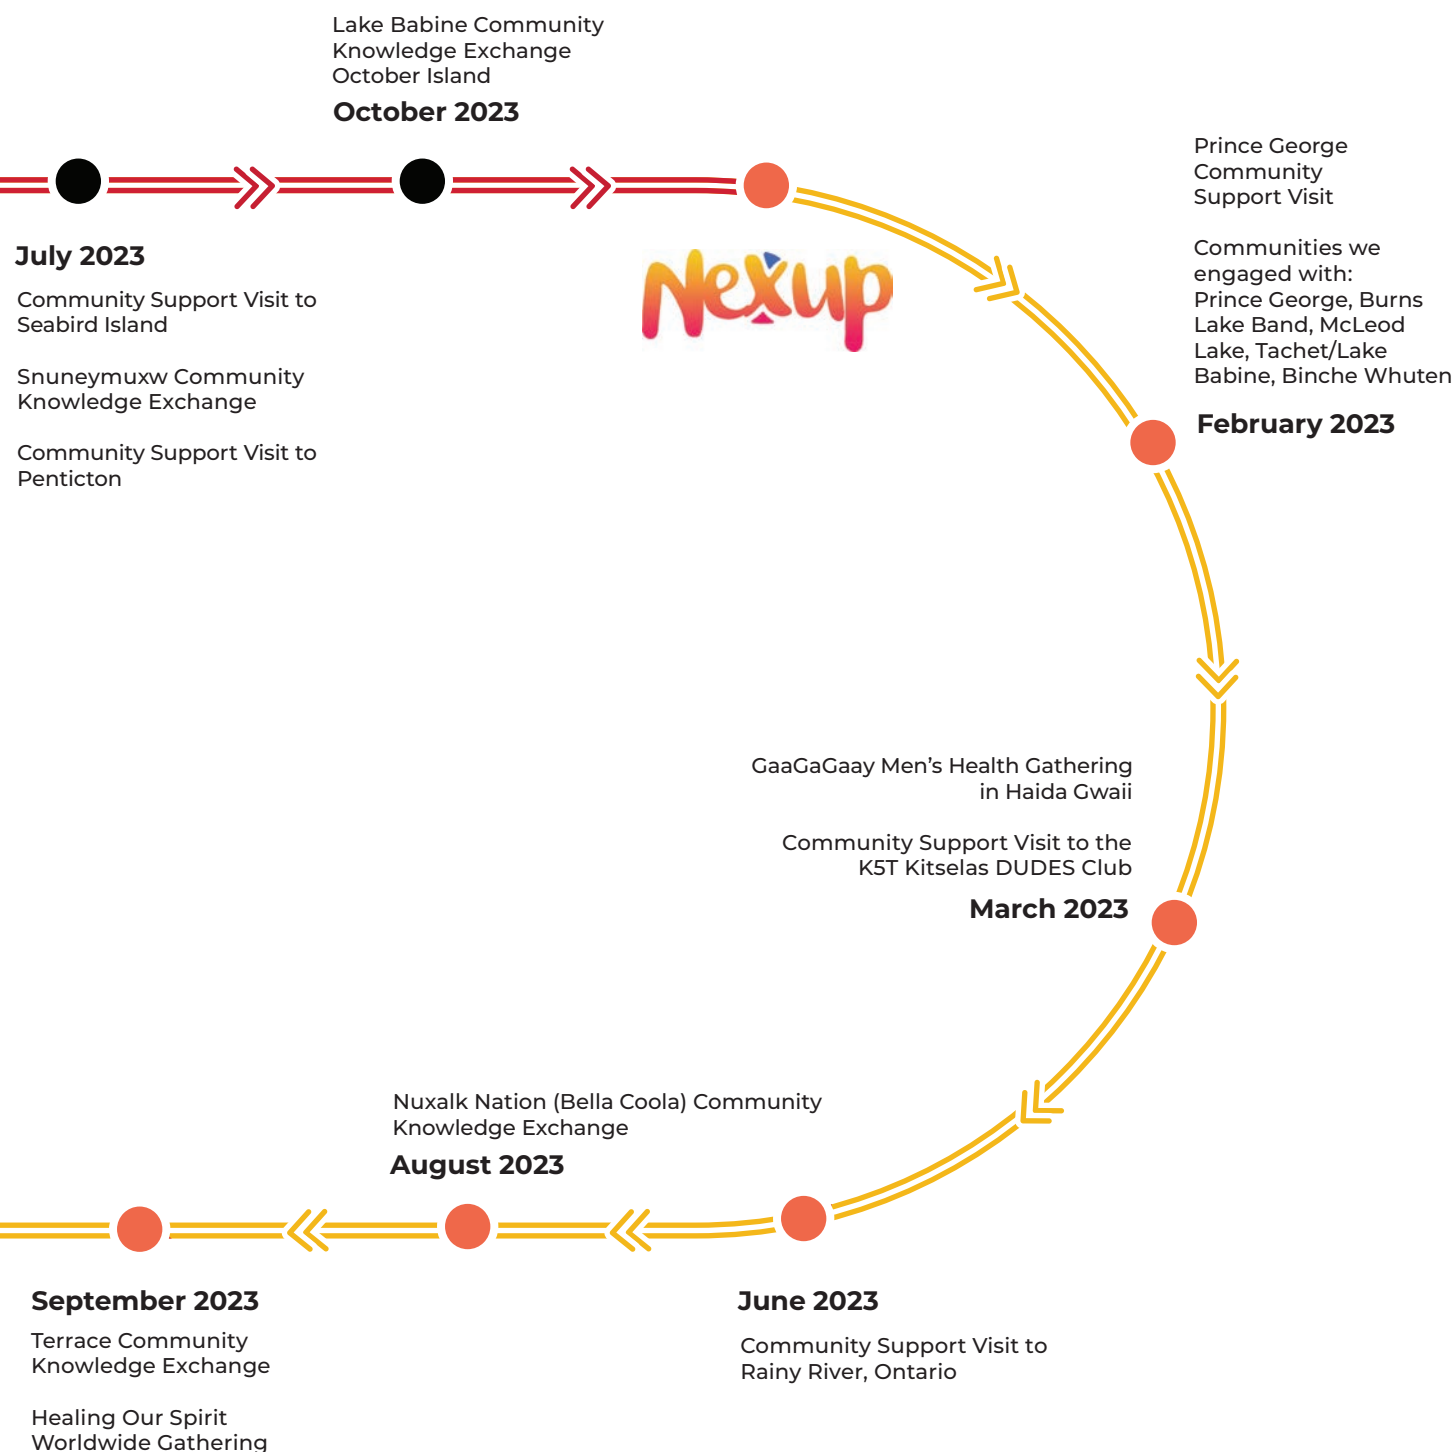 Lake Babine Community
Knowledge Exchange
October Island
October 2023
July 2023
Community Support Visit to
Seabird Island
Snuneymuxw Community
Knowledge Exchange
Community Support Visit to
Penticton
Nexup
Prince George
Community
Support Visit
Communities we
engaged with:
Prince George, Burns
Lake Band, McLeod
Lake, Tachet/Lake
Babine, Binche Whuten
February 2023
GaaGaGaay Men’s Health Gathering
in Haida Gwaii
Community Support Visit to the
K5T Kitselas DUDES Club
March 2023
June 2023
Community Support Visit to
Rainy River, Ontario
Nuxalk Nation (Bella Coola) Community
Knowledge Exchange
August 2023
September 2023
Terrace Community
Knowledge Exchange
Healing Our Spirit
Worldwide Gathering